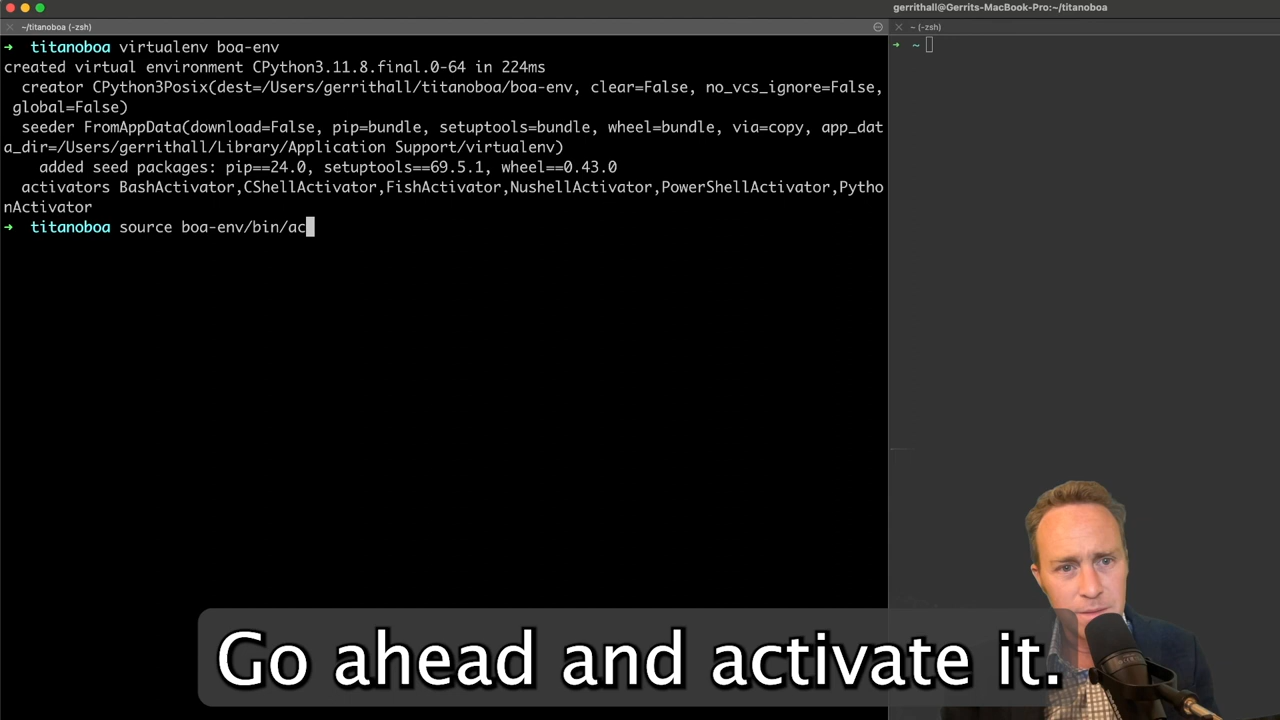 gerrithall@Gerrits-MacBook-Pro:~/titanoboa
~/titanoboa (-zsh)
~ (-zsh)
➜ titanoboa virtualenv boa-env
created virtual environment CPython3.11.8.final.0-64 in 224ms
creator CPython3Posix(dest=/Users/gerrithall/titanoboa/boa-env, clear=False, no_vcs_ignore=False,
global=False)
seeder FromAppData(download=False, pip=bundle, setuptools=bundle, wheel=bundle, via=copy, app_dat
a_dir=/Users/gerrithall/Library/Application Support/virtualenv)
added seed packages: pip==24.0, setuptools==69.5.1, wheel==0.43.0
activators BashActivator,CShellActivator,FishActivator,NushellActivator,PowerShellActivator,Pytho
nActivator
➜ titanoboa source boa-env/bin/ac
➜ ~
Go ahead and activate it.